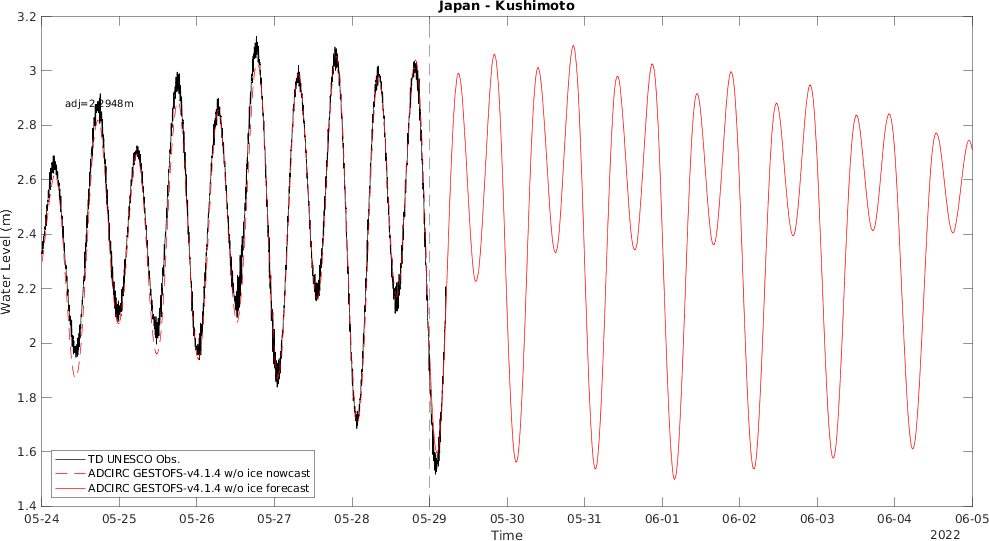 Japan - Kushimoto
3.2
3
2.8
2.6
2.4
2.2
2
1.8
1.6
1.4
Water Level (m)
adj=2.2948m
TD UNESCO Obs.
ADCIRC GESTOFS-v4.1.4 w/o ice nowcast
ADCIRC GESTOFS-v4.1.4 w/o ice forecast
05-24 05-25 05-26 05-27 05-28 05-29 05-30 05-31 06-01 06-02 06-03 06-04 06-05
Time
2022